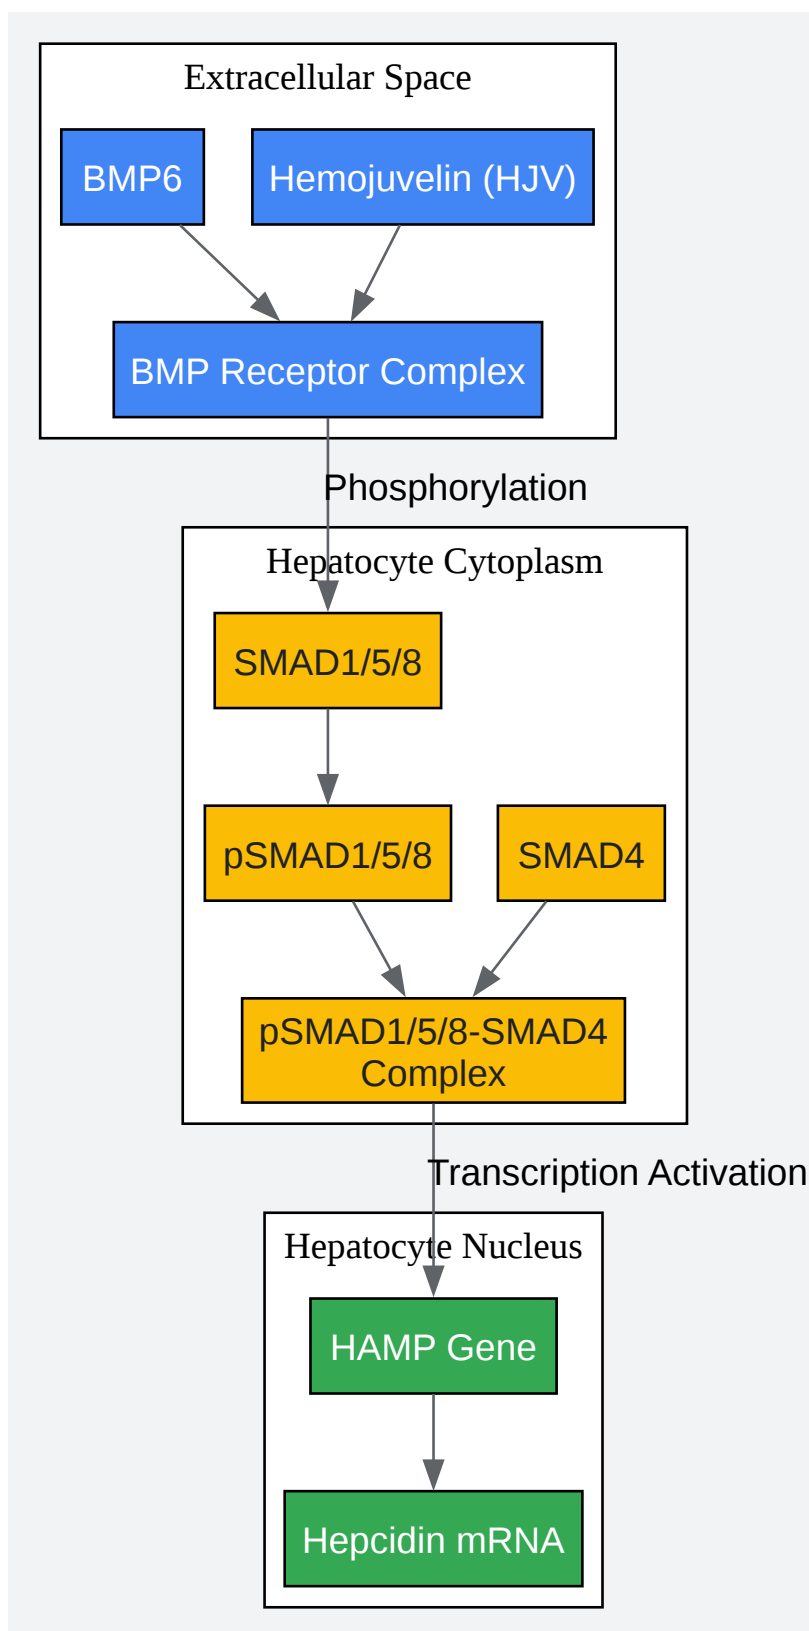 Extracellular Space
BMP6
Hemojuvelin (HJV)
BMP Receptor Complex
Phosphorylation
Hepatocyte Cytoplasm
SMAD1/5/8
pSMAD1/5/8
SMAD4
pSMAD1/5/8-SMAD4
Complex
Transcription Activation
Hepatocyte Nucleus
HAMP Gene
Hepcidin mRNA